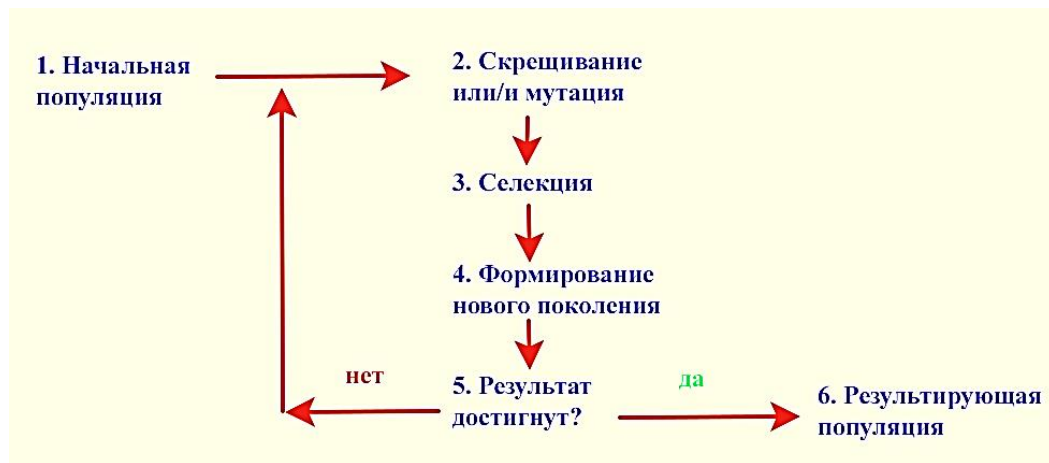 1. Начальная
популяция
2. Скрещивание
или/и мутация
3. Селекция
4. Формирование
нового поколения
нет
5. Результат
достигнут?
да
6. Результирующая
популяция